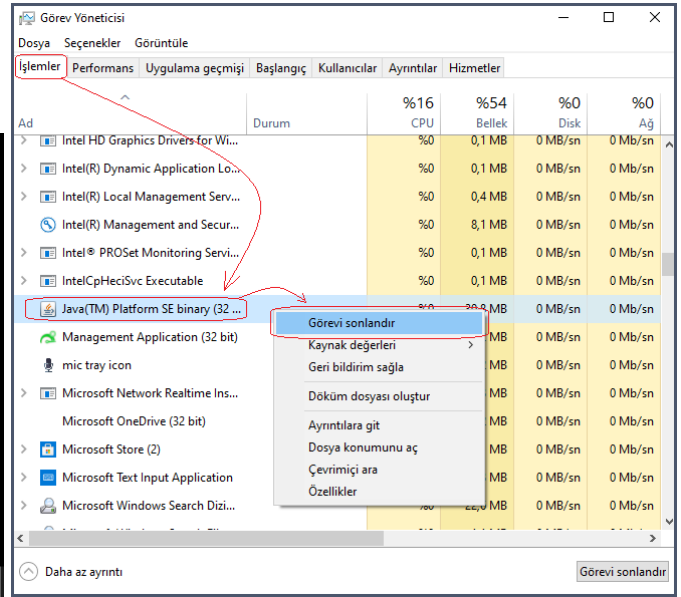 Görev Yöneticisi
Dosya Seçenekler Görüntüle
İşlemler Performans Uygulama geçmişi Başlangıç Kullanıcılar Ayrıntılar Hizmetler
%16 %54 %0 %0
Ad Durum CPU Bellek Disk Ağ
Intel HD Graphics Drivers for Wi... %0 0,1 MB 0 MB/sn 0 Mb/sn
Intel(R) Dynamic Application Lo... %0 0,1 MB 0 MB/sn 0 Mb/sn
Intel(R) Local Management Serv... %0 0,4 MB 0 MB/sn 0 Mb/sn
Intel(R) Management and Secur... %0 8,1 MB 0 MB/sn 0 Mb/sn
Intel® PROSet Monitoring Servi... %0 0,1 MB 0 MB/sn 0 Mb/sn
IntelCpHeciSvc Executable %0 0,1 MB 0 MB/sn 0 Mb/sn
Java(TM) Platform SE binary (32 ... %0 MB 0 MB/sn 0 Mb/sn
Görevi sonlandır
Management Application (32 bit) MB 0 MB/sn 0 Mb/sn
Kaynak değerleri
mic tray icon MB 0 MB/sn 0 Mb/sn
Geri bildirim sağla
Microsoft Network Realtime Ins... MB 0 MB/sn 0 Mb/sn
Döküm dosyası oluştur
Microsoft OneDrive (32 bit) MB 0 MB/sn 0 Mb/sn
Ayrıntılara git
Microsoft Store (2) MB 0 MB/sn 0 Mb/sn
Dosya konumunu aç
Microsoft Text Input Application MB 0 MB/sn 0 Mb/sn
Çevrimiçi ara
Özellikler
Microsoft Windows Search Dizi... %0 MB 0 MB/sn 0 Mb/sn
Daha az ayrıntı
Görevi sonlandır